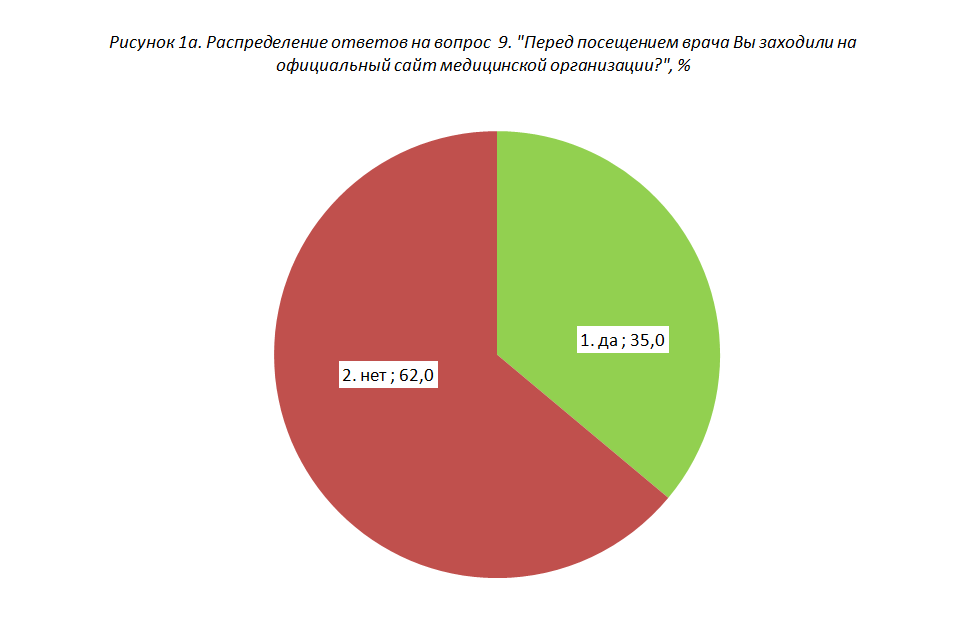 Рисунок 1а. Распределение ответов на вопрос  9. "Перед посещением врача Вы заходили на
официальный сайт медицинской организации?", %
1. да ; 35,0
2. нет ; 62,0